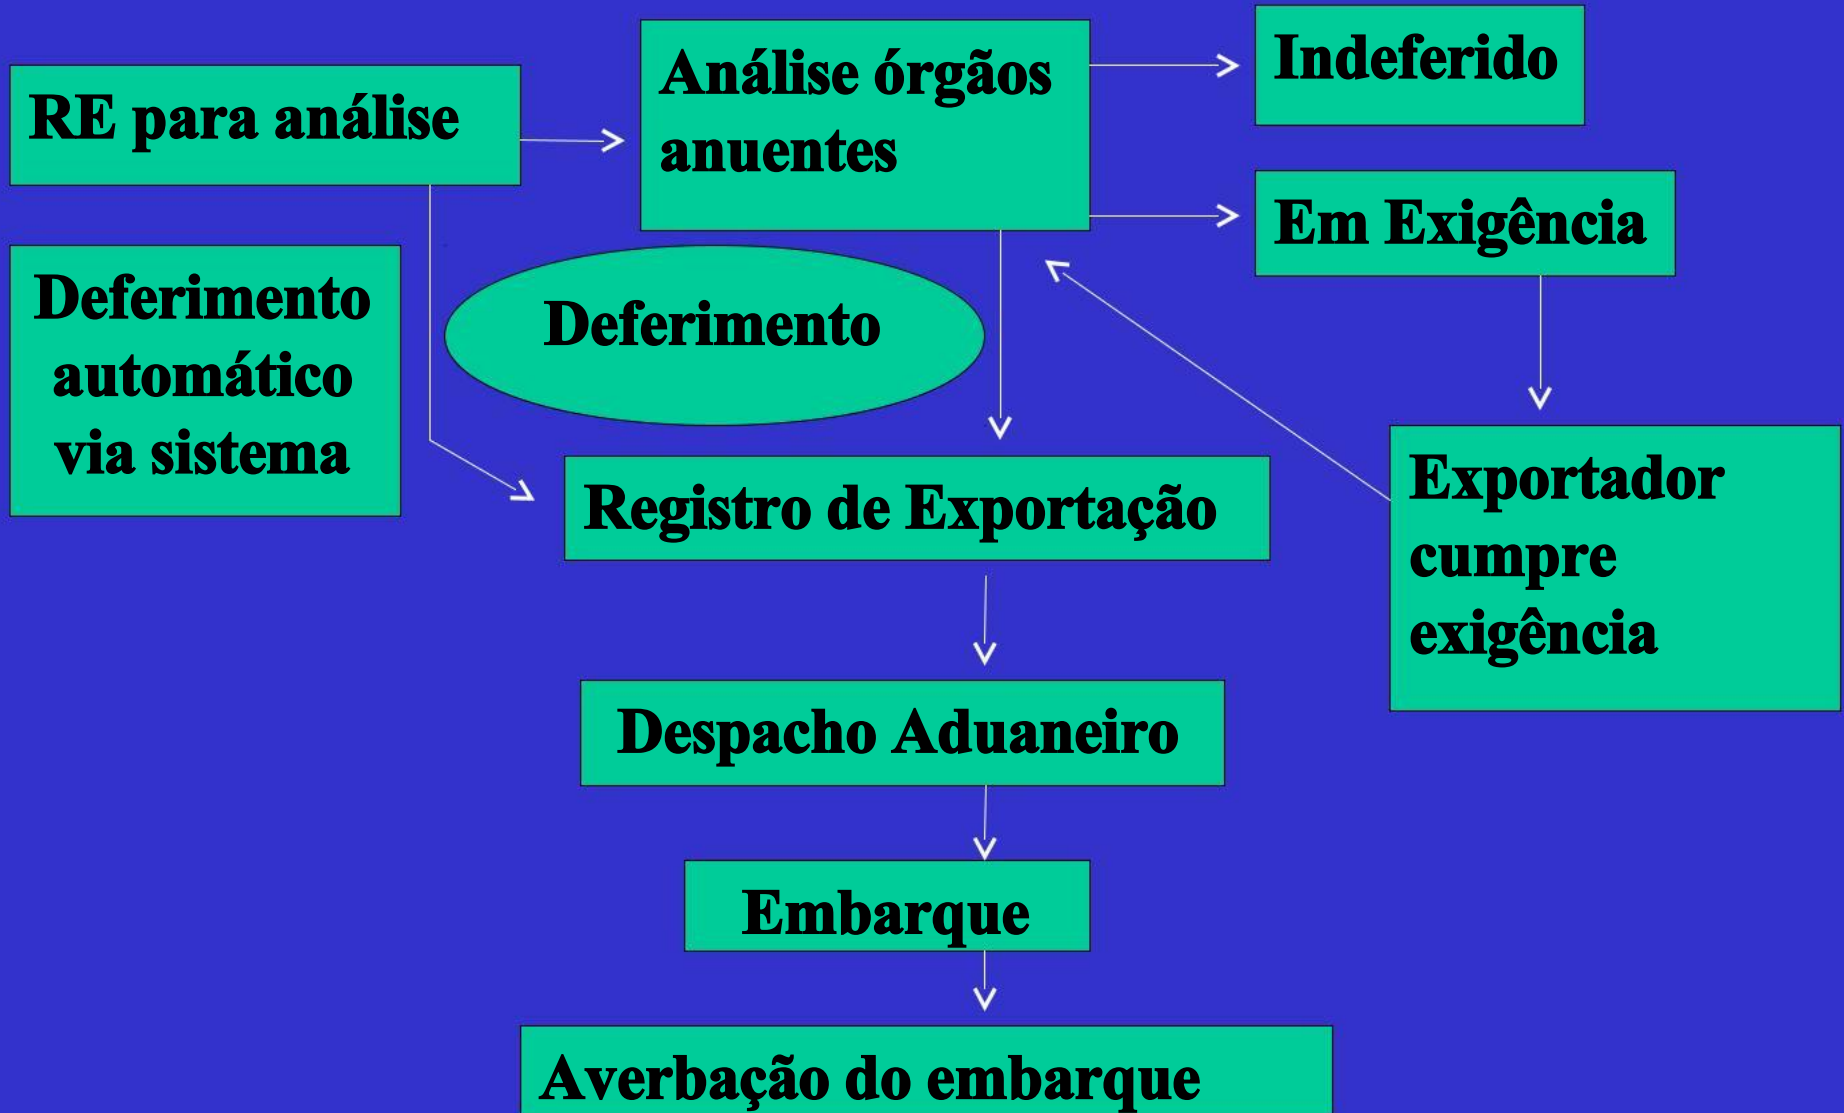 RE para análise
Análise órgãos
anuentes
Indeferido
Em Exigência
Deferimento
automático
via sistema
Deferimento
Registro de Exportação
Exportador
cumpre
exigência
Despacho Aduaneiro
Embarque
Averbação do embarque